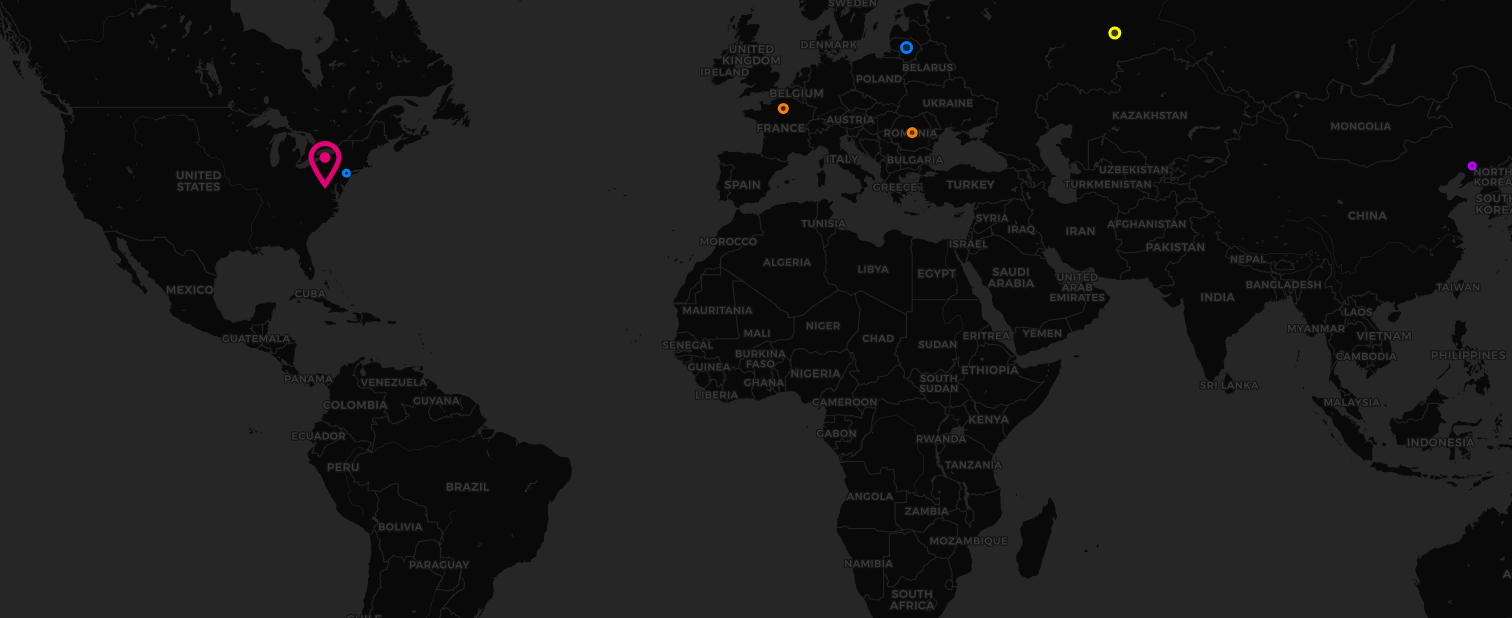 SWEDEN
DENMARK
UNITED
KINGDOM
IRELAND
BELARUS
POLAND
BELGIUM
UKRAINE
AUSTRIA
FRANCE
ROMANIA
KAZAKHSTAN
MONGOLIA
ITALY
BULGARIA
UZBEKISTAN
TURKMENISTAN
NORTH
KOREA
UNITED
STATES
SPAIN
GREECE
TURKEY
SOUTH
KOREA
CHINA
TUNISIA
SYRIA
IRAQ
IRAN
AFGHANISTAN
MOROCCO
ISRAEL
PAKISTAN
ALGERIA
LIBYA
EGYPT
SAUDI
ARABIA
UNITED
ARAB
EMIRATES
NEPAL
BANGLADESH
TAIWAN
MEXICO
CUBA
INDIA
MAURITANIA
LAOS
MALI
NIGER
CHAD
SUDAN
ERITREA
YEMEN
MYANMAR
VIETNAM
GUATEMALA
SENEGAL
BURKINA
FASO
CAMBODIA
PHILIPPINES
GUINEA
NIGERIA
ETHIOPIA
PANAMA
VENEZUELA
GHANA
SOUTH
SUDAN
SRI LANKA
LIBERIA
COLOMBIA
GUYANA
CAMEROON
MALAYSIA
KENYA
ECUADOR
GABON
RWANDA
INDONESIA
PERU
TANZANIA
BRAZIL
ANGOLA
ZAMBIA
BOLIVIA
MOZAMBIQUE
PARAGUAY
NAMIBIA
SOUTH
AFRICA
A
CHILE